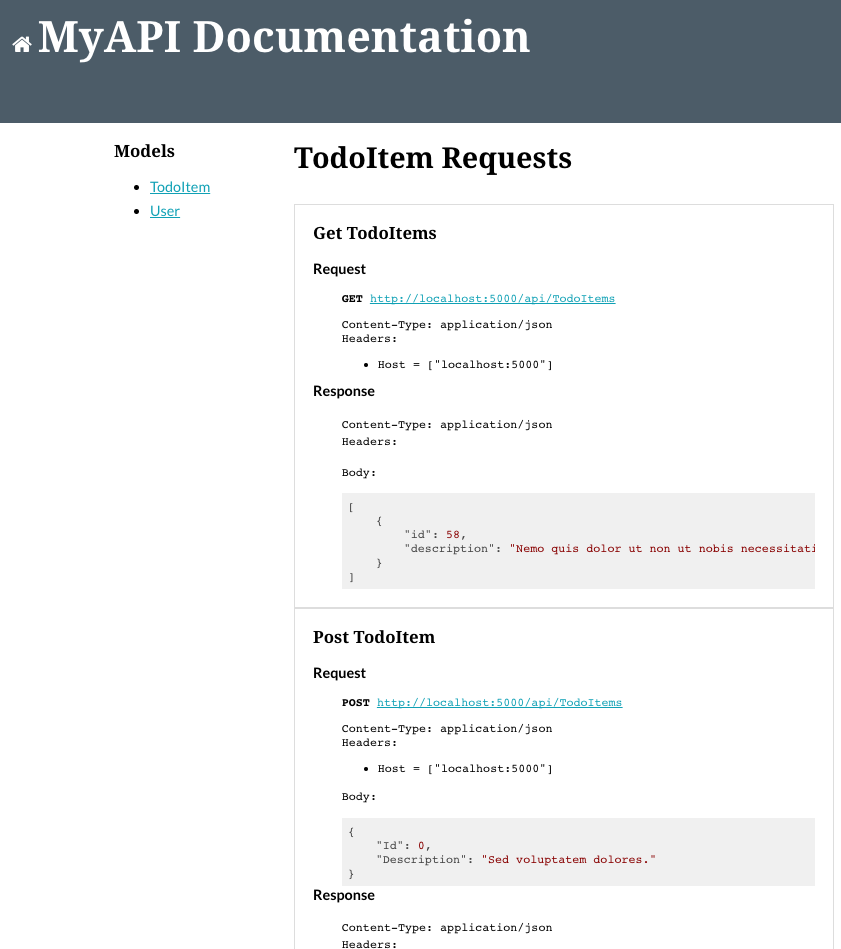 MyAPI Documentation
Models
TodoItem
User
TodoItem Requests
Get TodoItems
Request
GET http://localhost:5000/api/TodoItems
Content-Type: application/json
Headers:
Host = ["localhost:5000"]
Response
Content-Type: application/json
Headers:
Body:
[
{
"id": 58,
"description": "Nemo quis dolor ut non ut nobis necessitati
}
]
Post TodoItem
Request
POST http://localhost:5000/api/TodoItems
Content-Type: application/json
Headers:
Host = ["localhost:5000"]
Body:
{
"Id": 0,
"Description": "Sed voluptatem dolores."
}
Response
Content-Type: application/json
Headers: